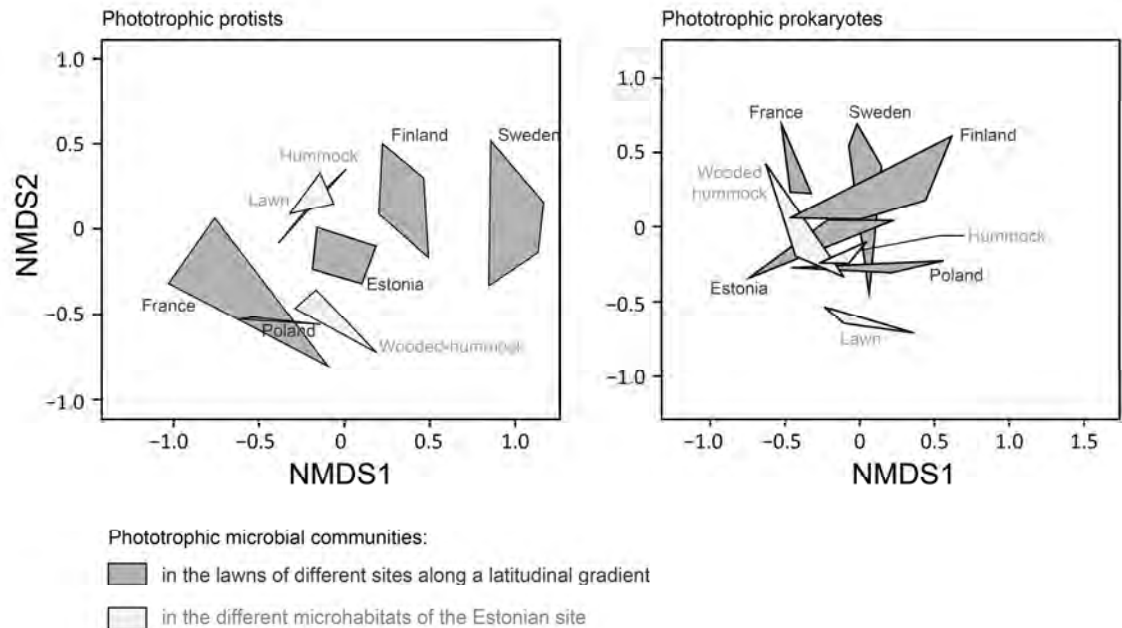 Phototrophic protists
Phototrophic prokaryotes
1.0
0.5
0
−0.5
−1.0
NMDS2
Finland
Sweden
Hummock
Lawn
Estonia
France
Poland
Wooded-hummock
−1.0
−0.5
0
0.5
1.0
NMDS1
1.0
0.5
0
−0.5
−1.0
France
Sweden
Finland
Wooded
hummock
Hummock
Estonia
Poland
Lawn
−1.0
−0.5
0
0.5
1.0
1.5
NMDS1
Phototrophic microbial communities:
in the lawns of different sites along a latitudinal gradient
in the different microhabitats of the Estonian site